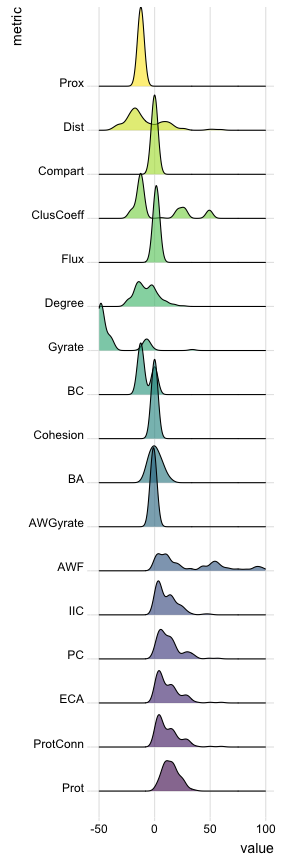 metric
Prox
Dist
Compart
ClusCoeff
Flux
Degree
Gyrate
BC
Cohesion
BA
AWGyrate
AWF
IIC
PC
ECA
ProtConn
Prot
-50 0 50 100
value